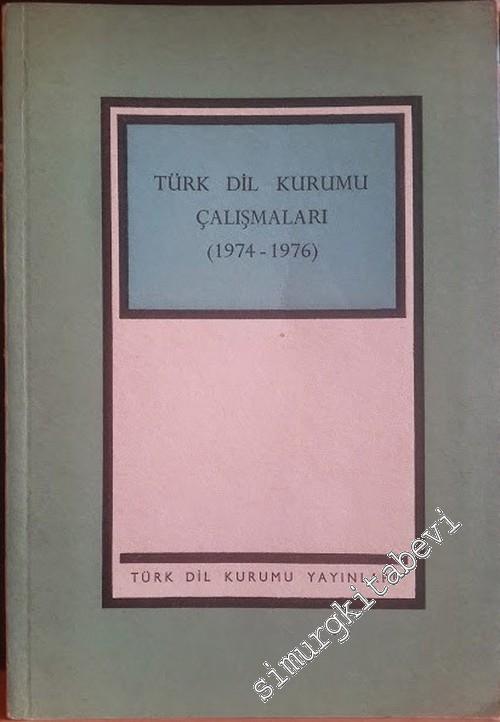 TÜRK DİL KURUMU
ÇALIŞMALARI
(1974-1976)
TÜRK DİL KURUMU YAYINLARI
simurgkitabevi